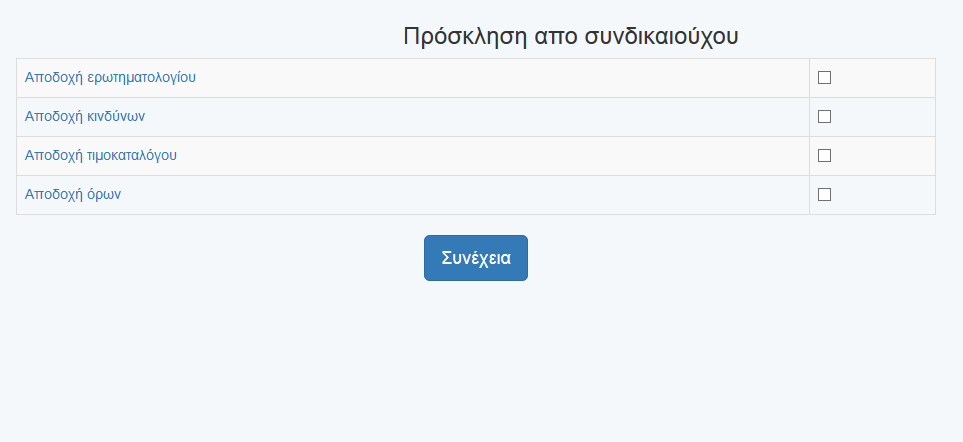 Πρόσκληση απο συνδικαιούχου
Αποδοχή ερωτηματολογίου
Αποδοχή κινδύνων
Αποδοχή τιμοκαταλόγου
Αποδοχή όρων
Συνέχεια